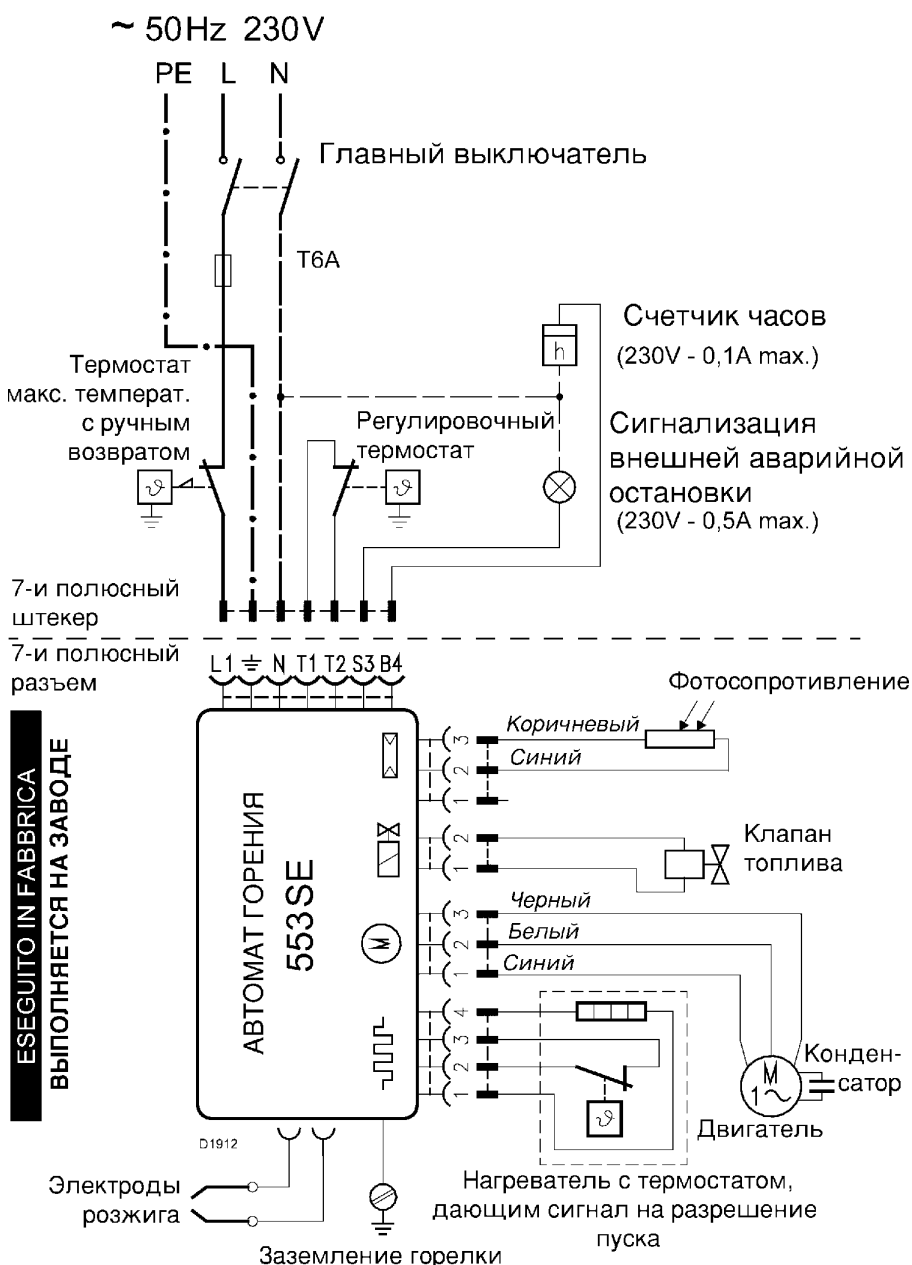 ~ 50Hz 230V
PE L N
Главный выключатель
T6A
Счетчик часов
h
(230V - 0,1A max.)
Термостат
макс. температ.
с ручным
возвратом
Регулировочный
термостат
Сигнализация
внешней аварийной
остановки
(230V - 0,5A max.)
ϑ
ϑ
7-и полюсный
штекер
7-и полюсный
разъем
L1 N T1 T2 S3 B4
Фотосопротивление
Коричневый
3
Синий
2
1
ESEGUITO IN FABBRICA
ВЫПОЛНЯЕТСЯ НА ЗАВОДЕ
АВТОМАТ ГОРЕНИЯ
553SE
2
1
Клапан
топлива
Черный
3
Белый
2
M
Синий
1
4
3
2
1
ϑ
M
1~
Конден-
сатор
Двигатель
D1912
Электроды
розжига
Нагреватель с термостатом,
дающим сигнал на разрешение
пуска
Заземление горелки